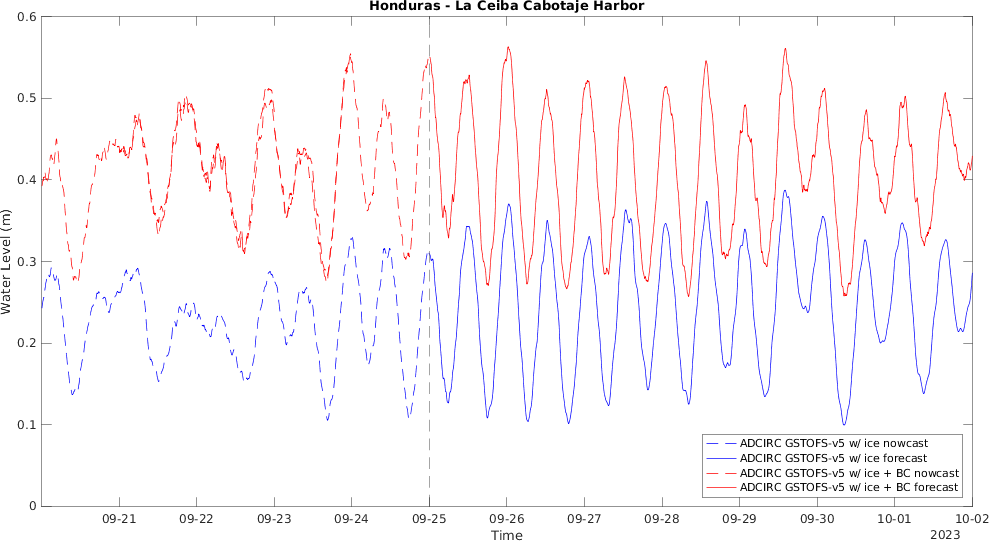 Honduras - La Ceiba Cabotaje Harbor
0.6
0.5
0.4
0.3
0.2
0.1
0
Water Level (m)
09-21 09-22 09-23 09-24 09-25 09-26 09-27 09-28 09-29 09-30 10-01 10-02
Time
2023
ADCIRC GSTOFS-v5 w/ ice nowcast
ADCIRC GSTOFS-v5 w/ ice forecast
ADCIRC GSTOFS-v5 w/ ice + BC nowcast
ADCIRC GSTOFS-v5 w/ ice + BC forecast